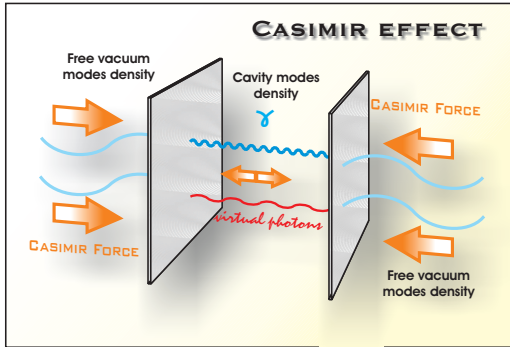 Casimir effect
Free vacuum
modes density
Cavity modes
density
Casimir Force
virtual photons
Casimir Force
Free vacuum
modes density